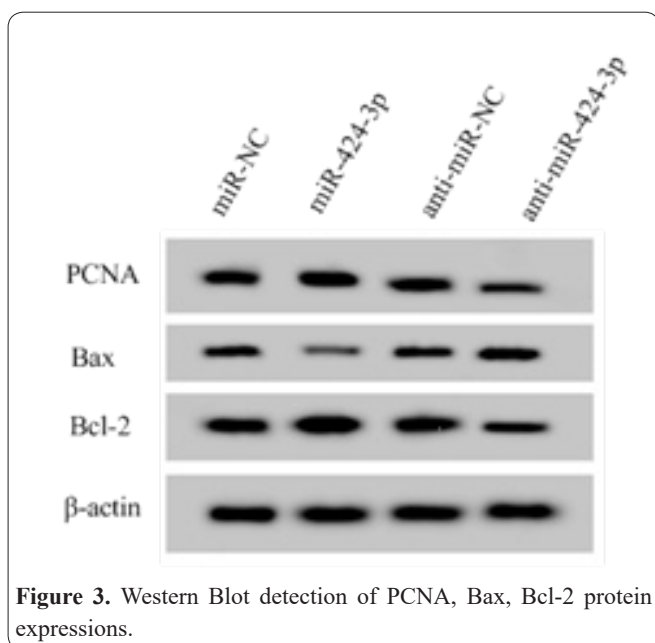 miR-NC miR-424-3p anti-miR-NC anti-miR-424-3p
PCNA
Bax
Bcl-2
β-actin
Figure 3. Western Blot detection of PCNA, Bax, Bcl-2 protein
expressions.